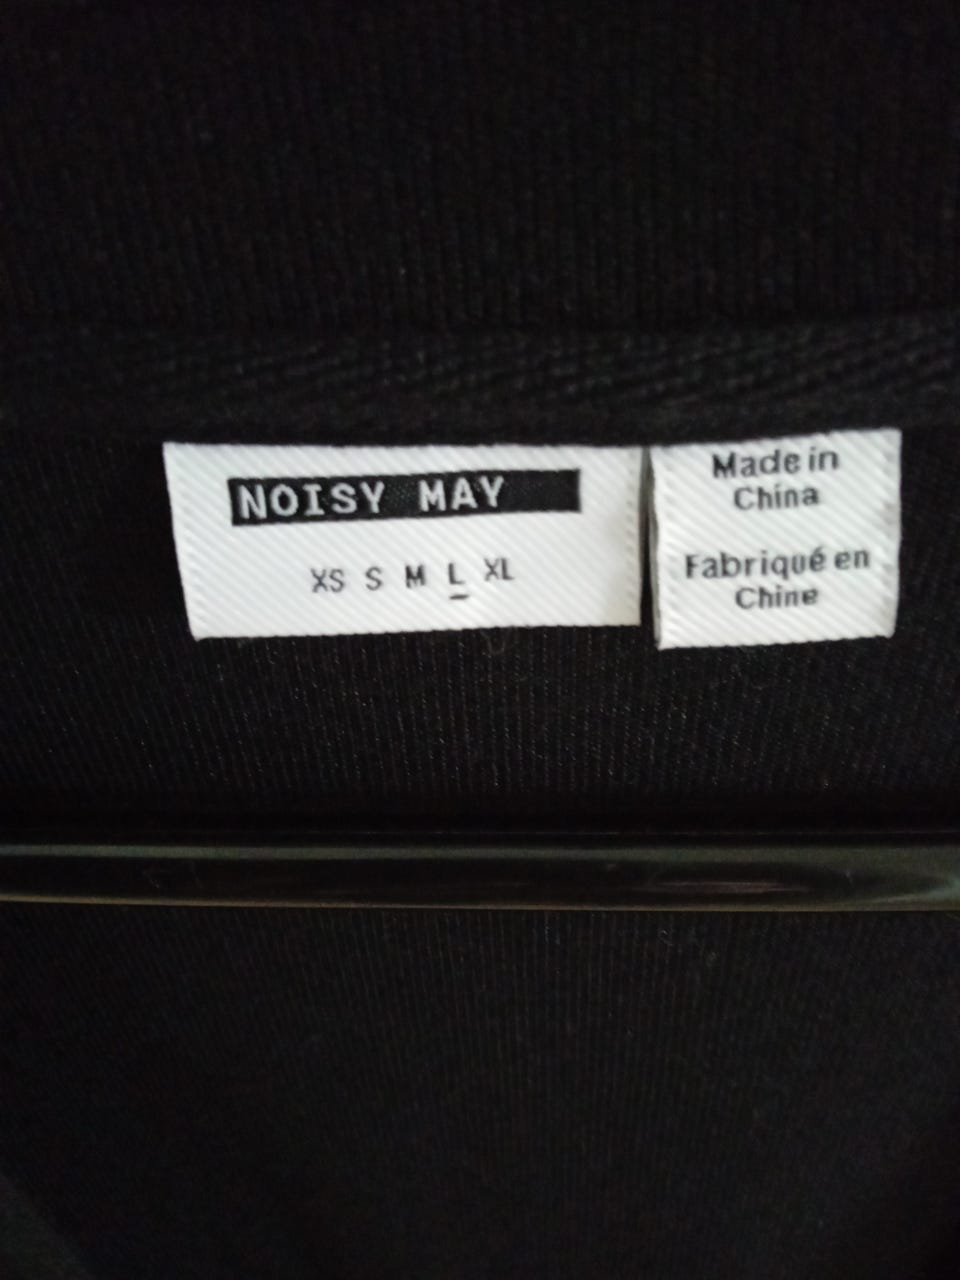 NOISY MAY
XS S M L XL
Made in
China
Fabriqué en
Chine